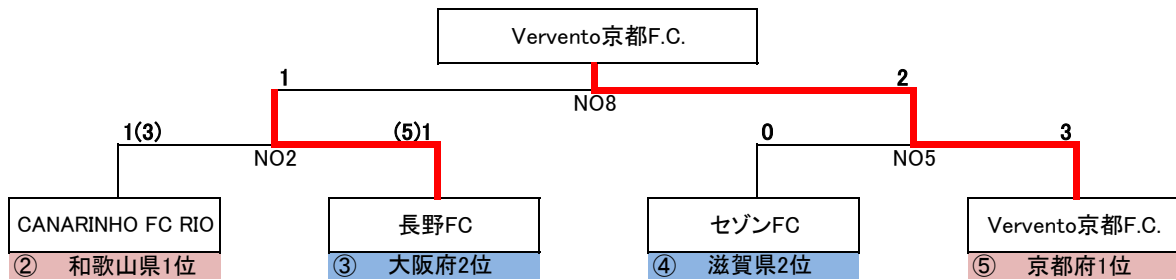 Vervento京都F.C.
1
2
NO8
1(3)
(5)1
0
3
NO2
NO5
CANARINHO FC RIO
長野FC
セゾンFC
Vervento京都F.C.
② 和歌山県1位
③ 大阪府2位
④ 滋賀県2位
⑤ 京都府1位